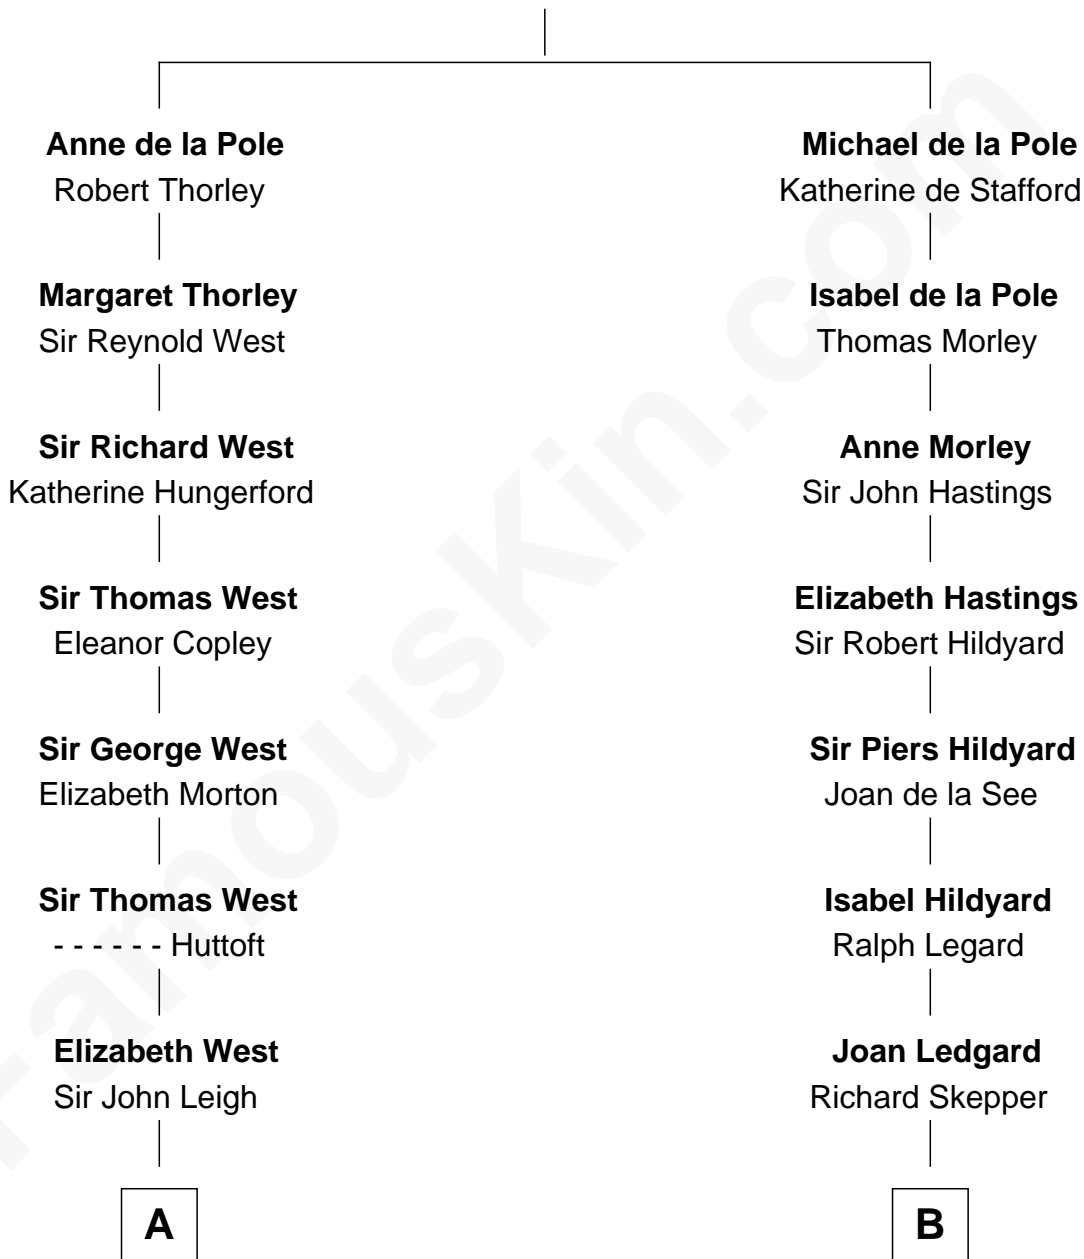 Anne de la Pole
Robert Thorley
Margaret Thorley
Sir Reynold West
Sir Richard West
Katherine Hungerford
Sir Thomas West
Eleanor Copley
Sir George West
Elizabeth Morton
Sir Thomas West
- - - - - - Huttoft
Elizabeth West
Sir John Leigh
A
Michael de la Pole
Katherine de Stafford
Isabel de la Pole
Thomas Morley
Anne Morley
Sir John Hastings
Elizabeth Hastings
Sir Robert Hildyard
Sir Piers Hildyard
Joan de la See
Isabel Hildyard
Ralph Legard
Joan Ledgard
Richard Skepper
B
FamousKin.com